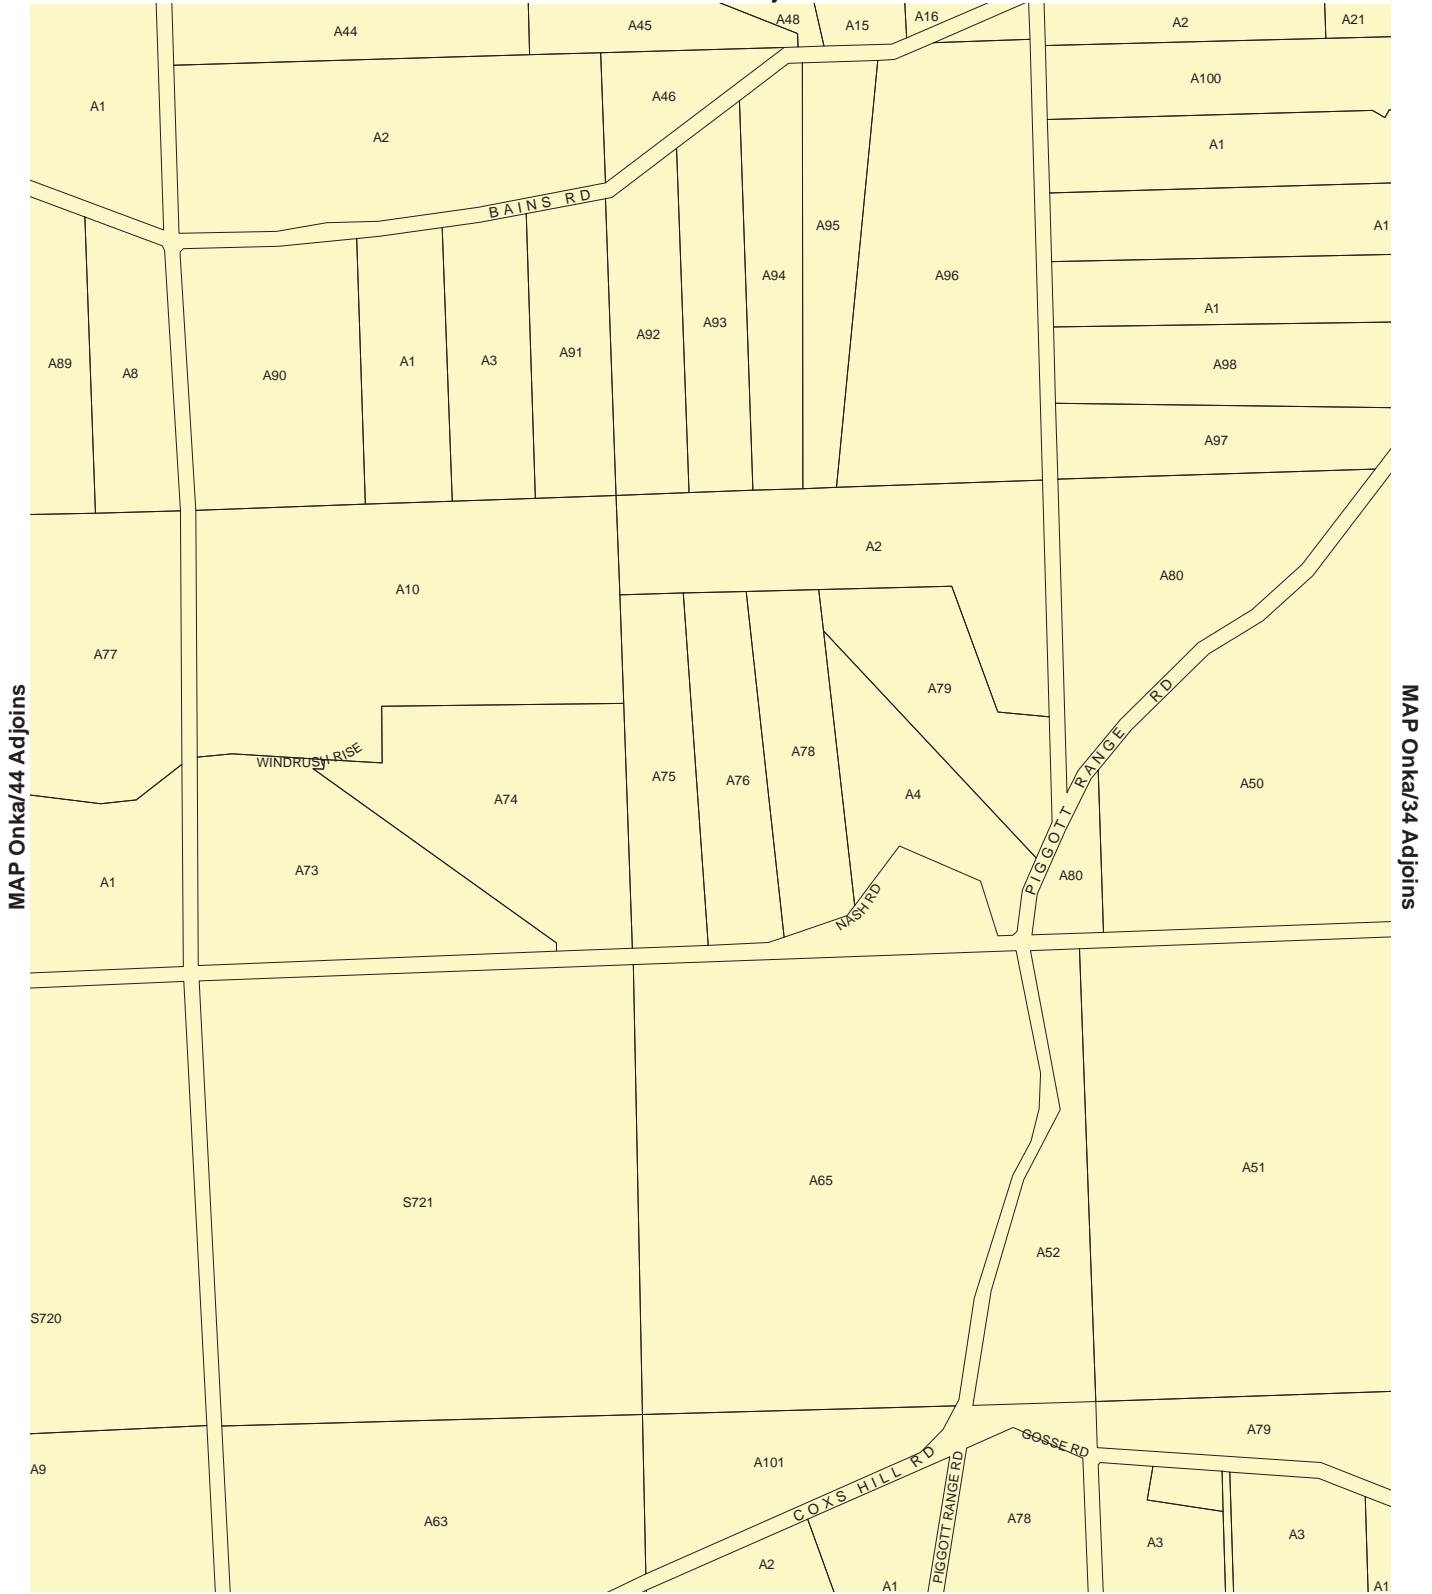 A44
A45
A48
A15
A16
A2
A21
A1
A2
A46
A100
A1
BAINS RD
A95
A1
A94
A96
A1
A89
A8
A90
A1
A3
A91
A92
A93
A98
A97
A10
A2
A80
A77
A79
PIGGOTT RANGE RD
WINDRUSH RISE
A74
A75
A76
A78
A4
A50
A1
A73
NASH RD
A80
MAP Onka/44 Adjoins
MAP Onka/34 Adjoins
S721
A65
A51
A52
S720
A9
A63
A101
COXS HILL RD
PIGGOTT RANGE RD
GOSSE RD
A79
A78
A3
A3
A2
A1
A1